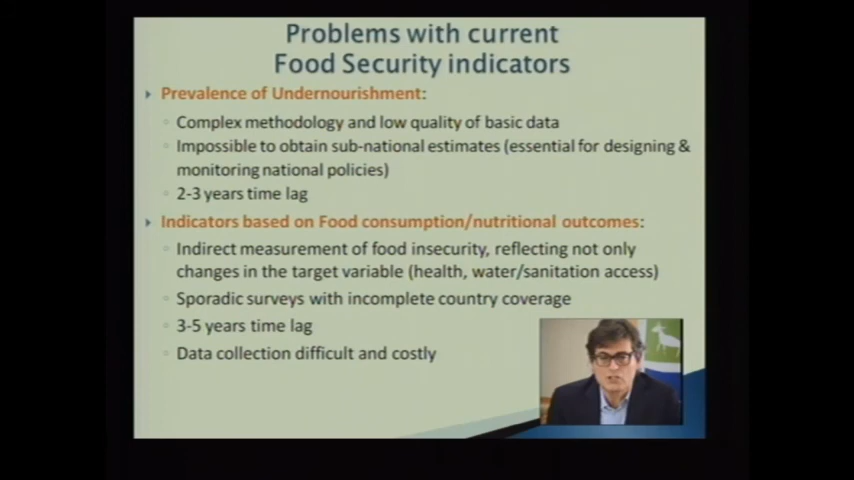 Problems with current
Food Security indicators
Prevalence of Undernourishment:
Complex methodology and low quality of basic data
Impossible to obtain sub-national estimates (essential for designing &
monitoring national policies)
2-3 years time lag
Indicators based on Food consumption/nutritional outcomes:
Indirect measurement of food insecurity, reflecting not only
changes in the target variable (health, water/sanitation access)
Sporadic surveys with incomplete country coverage
3-5 years time lag
Data collection difficult and costly